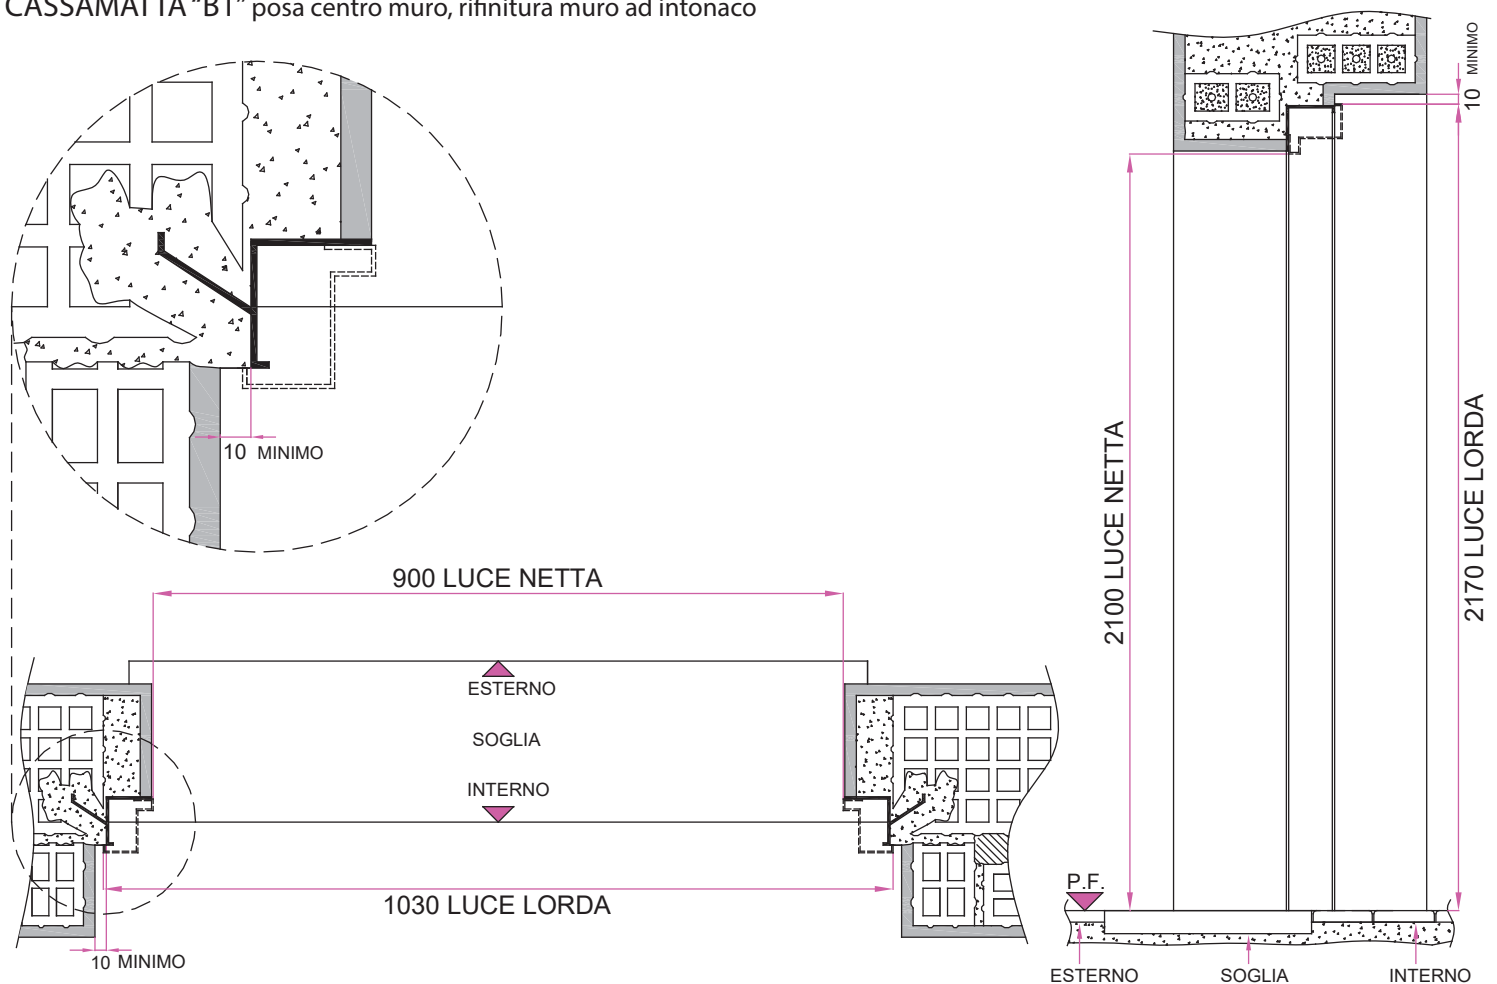 CASSAMATTA "BT" posa centro muro, rifinitura muro ad intonaco
10 MINIMO
10 MINIMO
2100 LUCE NETTA
2170 LUCE LORDA
900 LUCE NETTA
ESTERNO
SOGLIA
INTERNO
1030 LUCE LORDA
10 MINIMO
P.F.
ESTERNO
SOGLIA
INTERNO